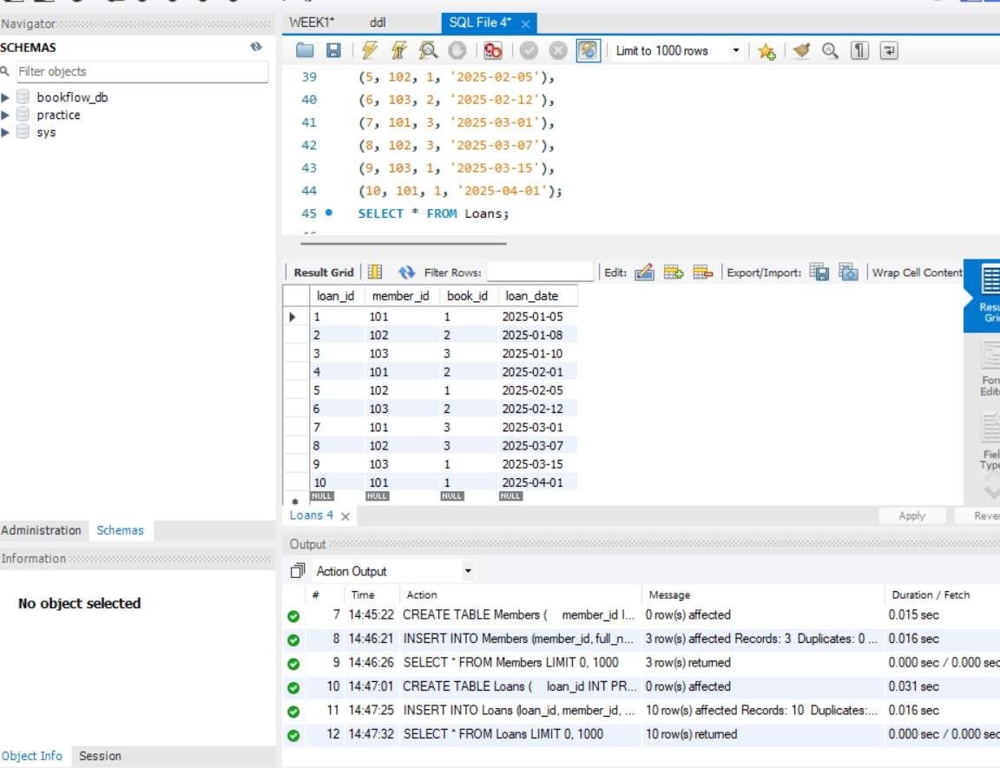 Navigator
WEEK1* ddl SQL File 4* ×
SCHEMAS
Limit to 1000 rows
Filter objects
bookflow_db
practice
sys
39 (5, 102, 1, '2025-02-05'),
40 (6, 103, 2, '2025-02-12'),
41 (7, 101, 3, '2025-03-01'),
42 (8, 102, 3, '2025-03-07'),
43 (9, 103, 1, '2025-03-15'),
44 (10, 101, 1, '2025-04-01');
45 SELECT * FROM Loans;
Result Grid Filter Rows: Edit: Export/Import: Wrap Cell Content
loan_id member_id book_id loan_date
1 101 1 2025-01-05
2 102 2 2025-01-08
3 103 3 2025-01-10
4 101 2 2025-02-01
5 102 1 2025-02-05
6 103 2 2025-02-12
7 101 3 2025-03-01
8 102 3 2025-03-07
9 103 1 2025-03-15
10 101 1 2025-04-01
NULL NULL NULL NULL
Loans 4 × Apply
Administration Schemas
Information
No object selected
Output
Action Output
# Time Action Message Duration / Fetch
7 14:45:22 CREATE TABLE Members ( member_id I... 0 row(s) affected 0.015 sec
8 14:46:21 INSERT INTO Members (member_id, full_n... 3 row(s) affected Records: 3 Duplicates: 0 ... 0.016 sec
9 14:46:26 SELECT * FROM Members LIMIT 0, 1000 3 row(s) returned 0.000 sec / 0.000 sec
10 14:47:01 CREATE TABLE Loans ( loan_id INT PR... 0 row(s) affected 0.031 sec
11 14:47:25 INSERT INTO Loans (loan_id, member_id, ... 10 row(s) affected Records: 10 Duplicates:... 0.016 sec
12 14:47:32 SELECT * FROM Loans LIMIT 0, 1000 10 row(s) returned 0.000 sec / 0.000 sec
Object Info Session